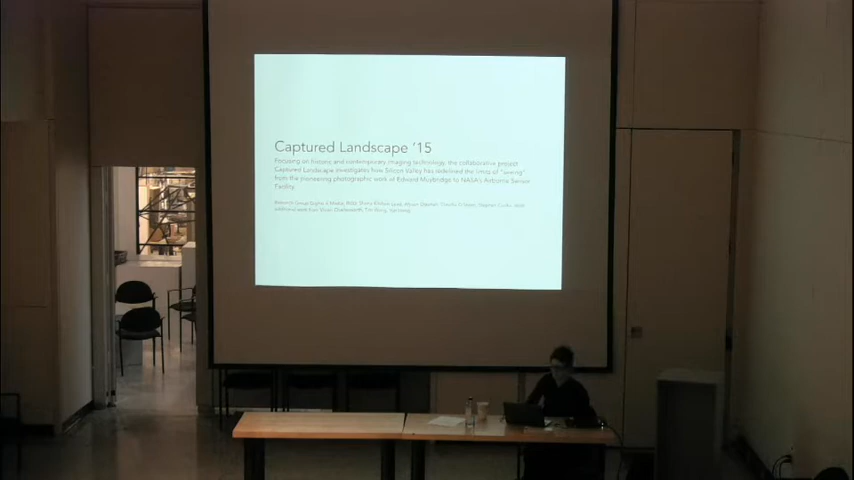 Captured Landscape '15
Focusing on historic and contemporary imaging technology, the collaborative project
Captured Landscape investigates how Silicon Valley has redefined the limits of "seeing"
from the pioneering photographic work of Edward Muybridge to NASA's Airborne Sensor
Facility.